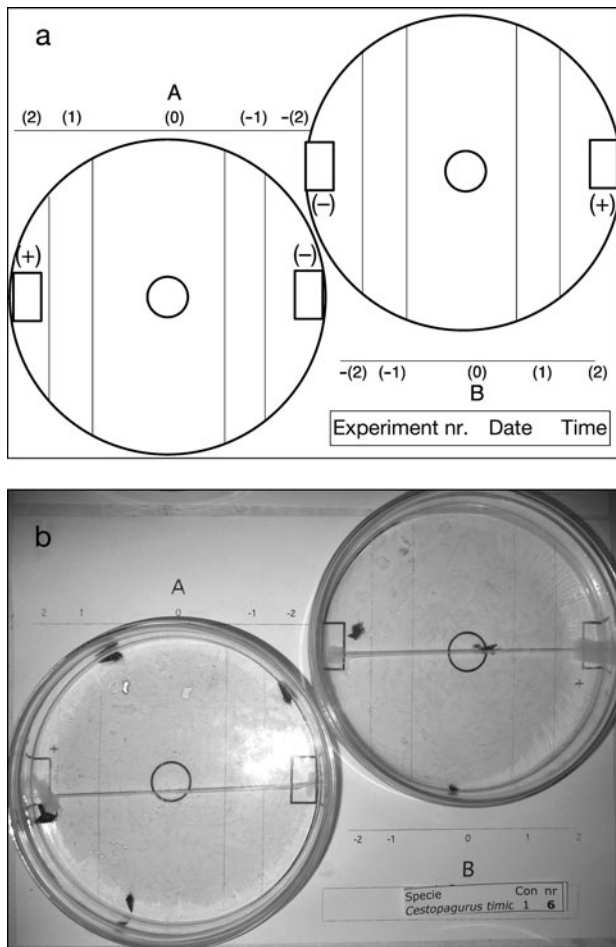 a
A
(2) (1) (0) (-1) -(2)
(-)
(+)
(+)
(-)
-(2) (-1) (0) (1) (2)
B
Experiment nr. Date Time
b
A
2 1 0 -1 -2
+
+
-2 -1 0 1 2
B
Specie Con nr
Cestopagurus timic 1 6